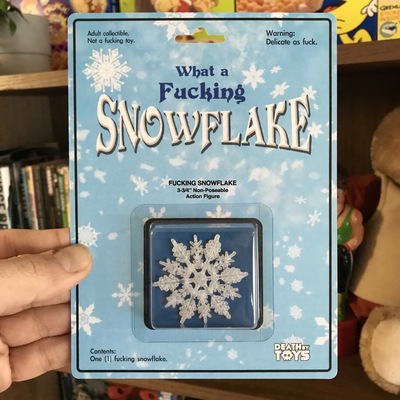 Adult collectible.
Not a fucking toy.
Warning:
Delicate as fuck.
What a
Fucking
SNOWFLAKE
FUCKING SNOWFLAKE
3-3/4" Non-Poseable
Action Figure
Contents:
One (1) fucking snowflake.
DEATH BY
TOYS